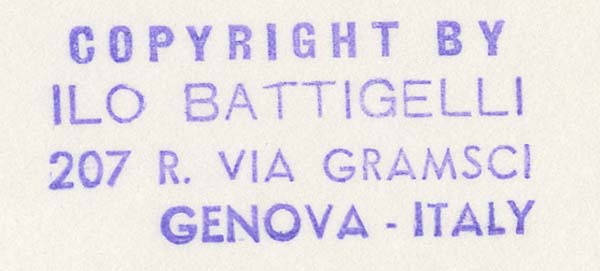 COPYRIGHT BY
ILO BATTIGELLI
207 R. VIA GRAMSCI
GENOVA - ITALY